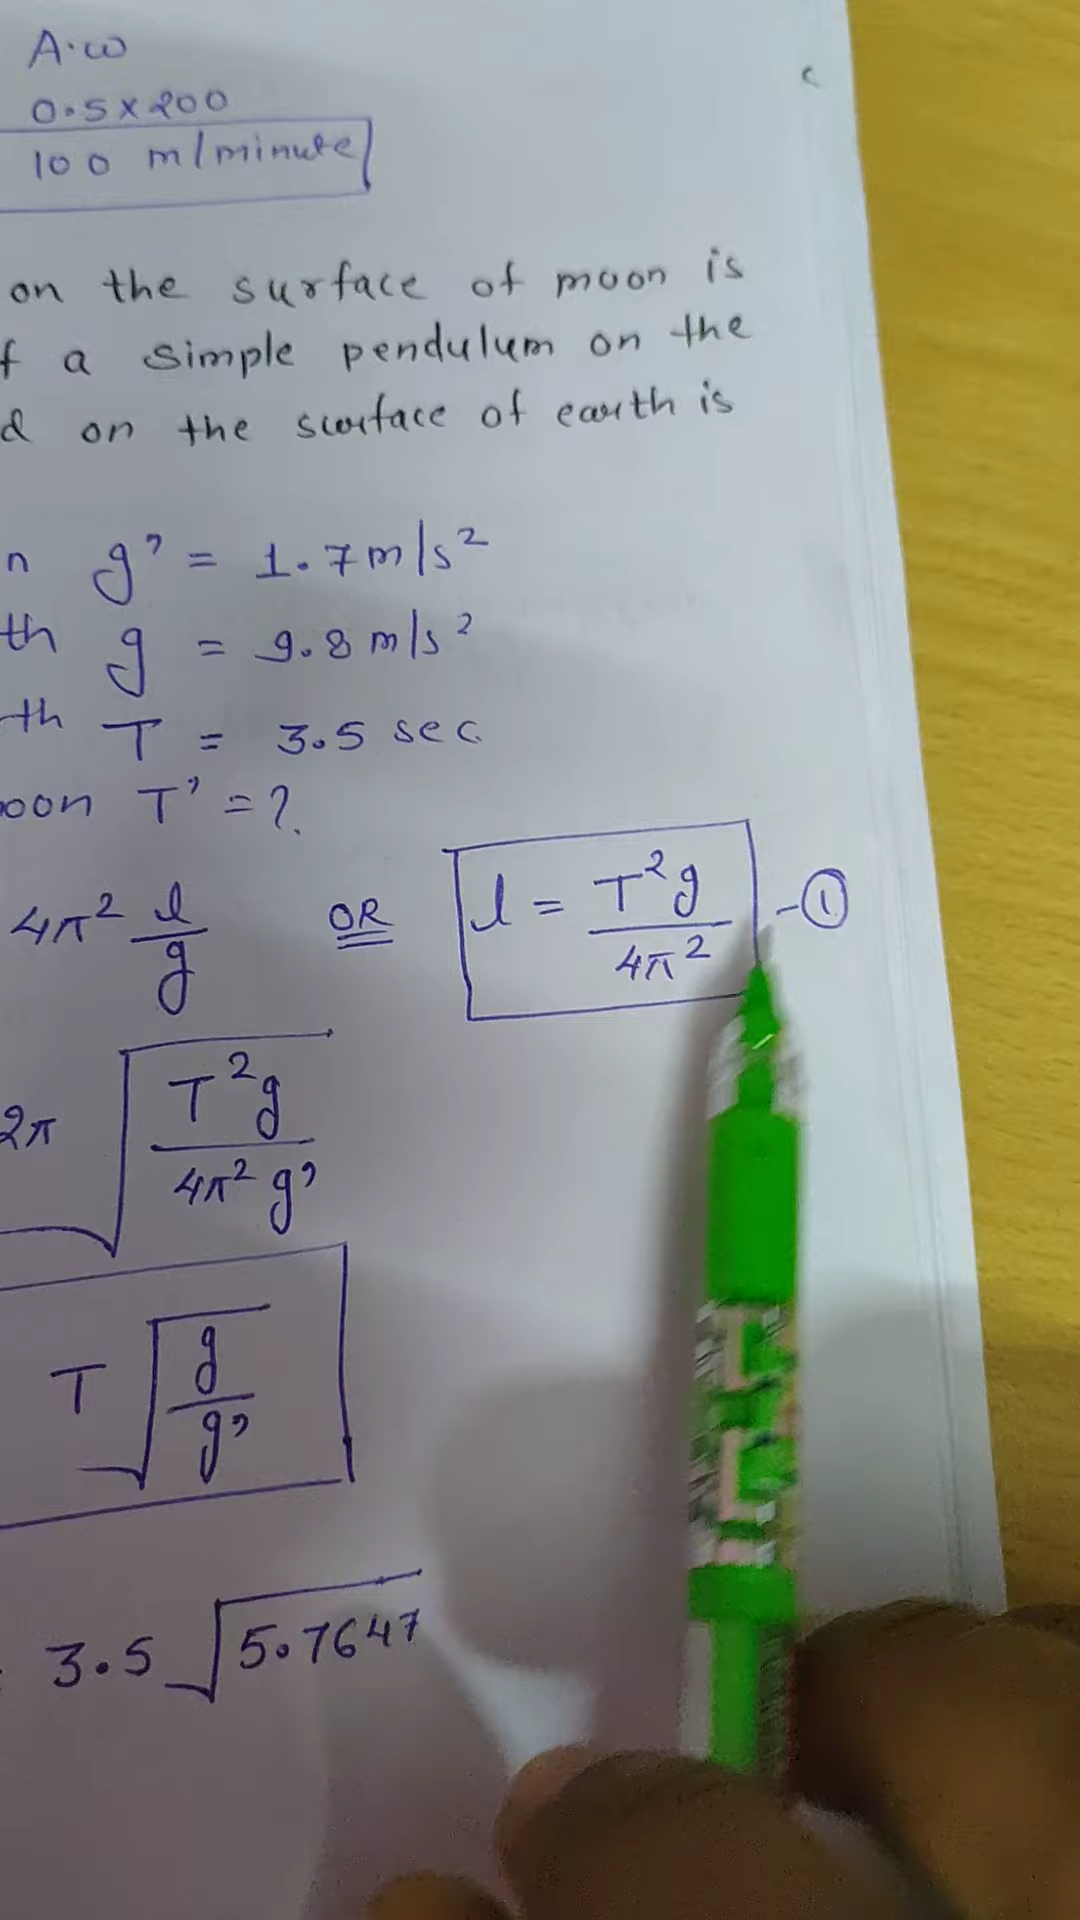 A·ω
0.5×200
100 m/minute
on the surface of moon is
f a simple pendulum on the
d on the surface of earth is
n g' = 1.7 m/s²
th g = 9.8 m/s²
rth T = 3.5 sec
oon T' = ?
4π² l/g OR l = T²g/4π² -①
2π √(T²g/4π²g')
T √(g/g')
3.5 √5.7647